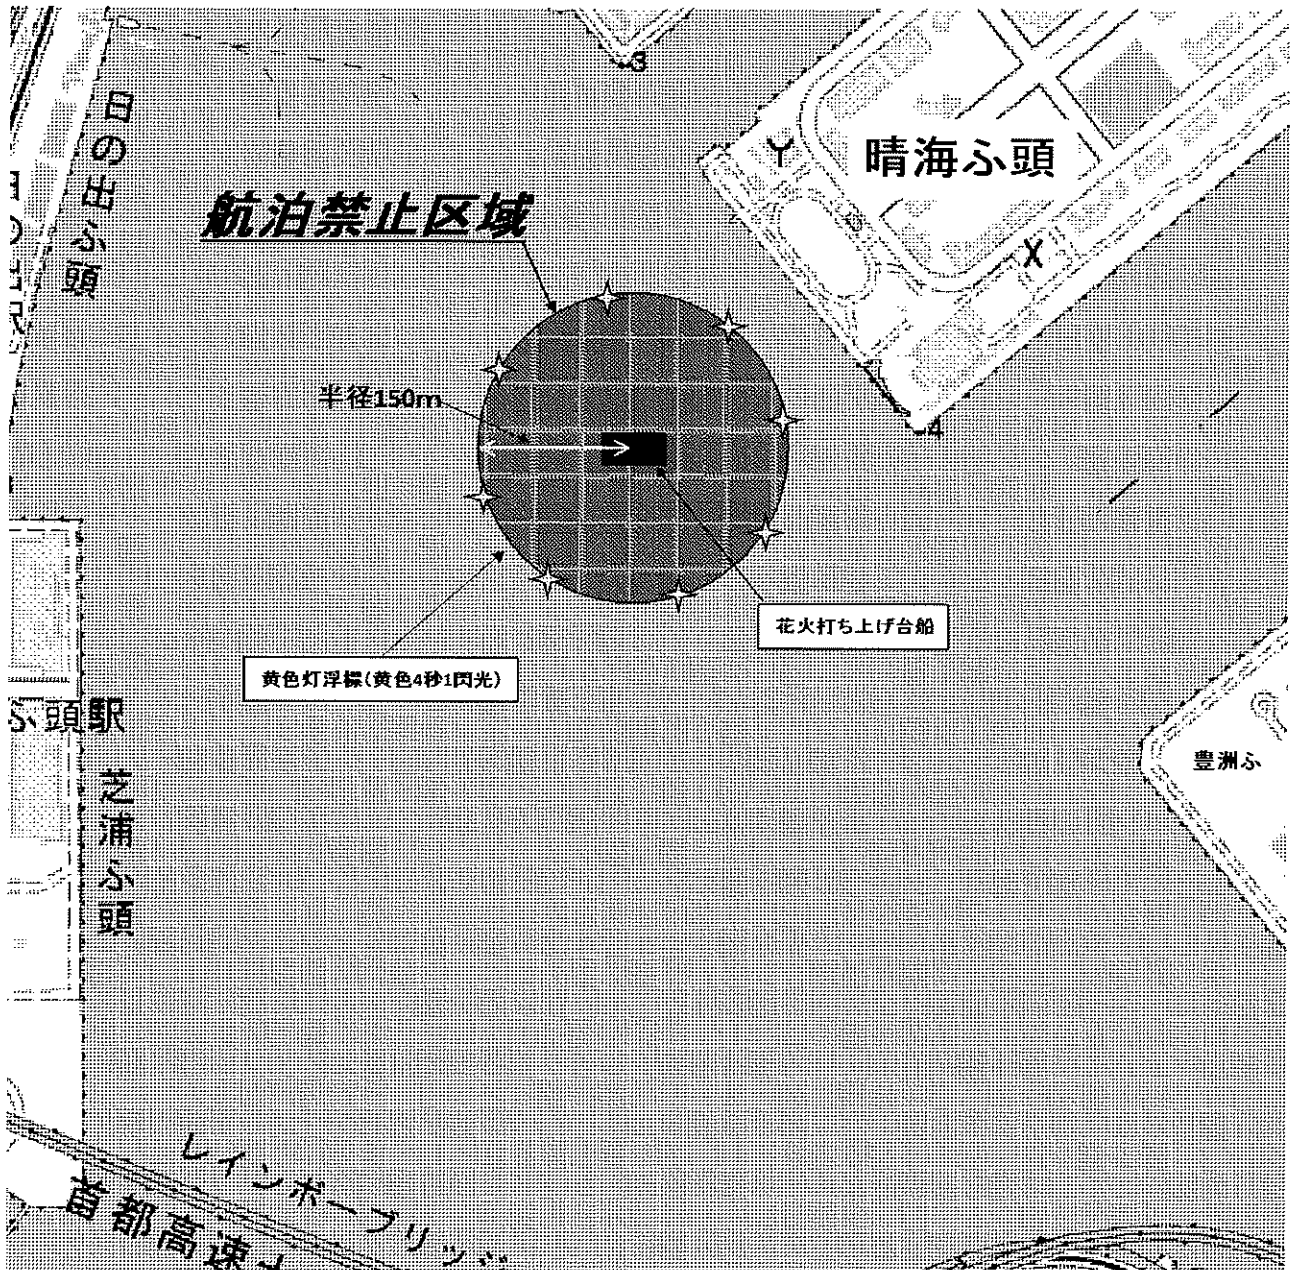 3
日の出ふ頭
晴海ふ頭
航泊禁止区域
半径150m
4
花火打ち上げ台船
黄色灯浮標(黄色4秒1閃光)
ふ頭駅
豊洲ふ
芝浦ふ頭
レインボーブリッジ
首都高速